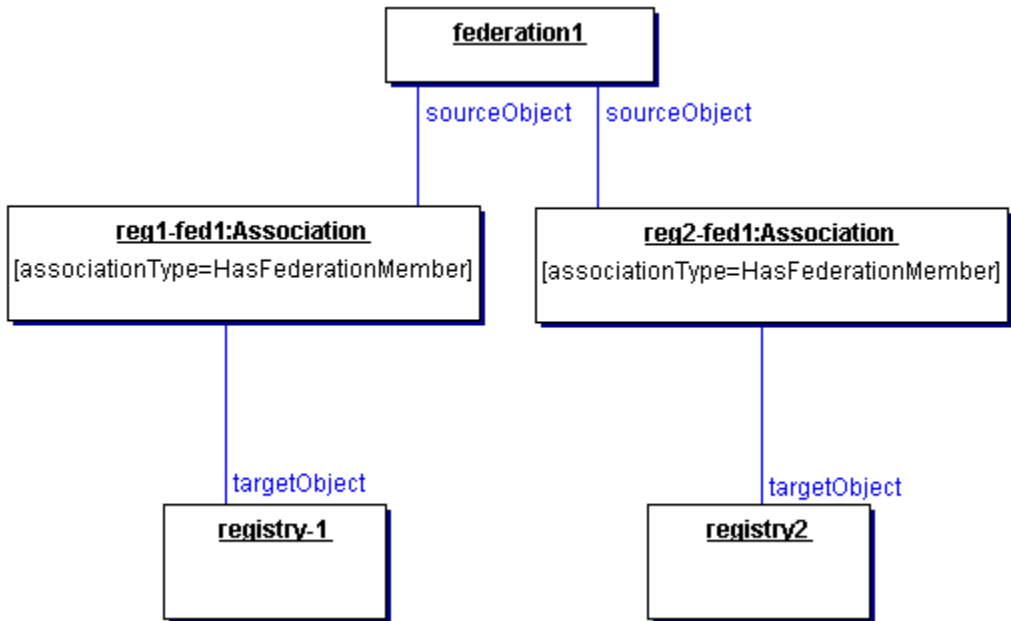 federation1
sourceObject
sourceObject
reg1-fed1:Association
[associationType=HasFederationMember]
reg2-fed1:Association
[associationType=HasFederationMember]
targetObject
targetObject
registry-1
registry2